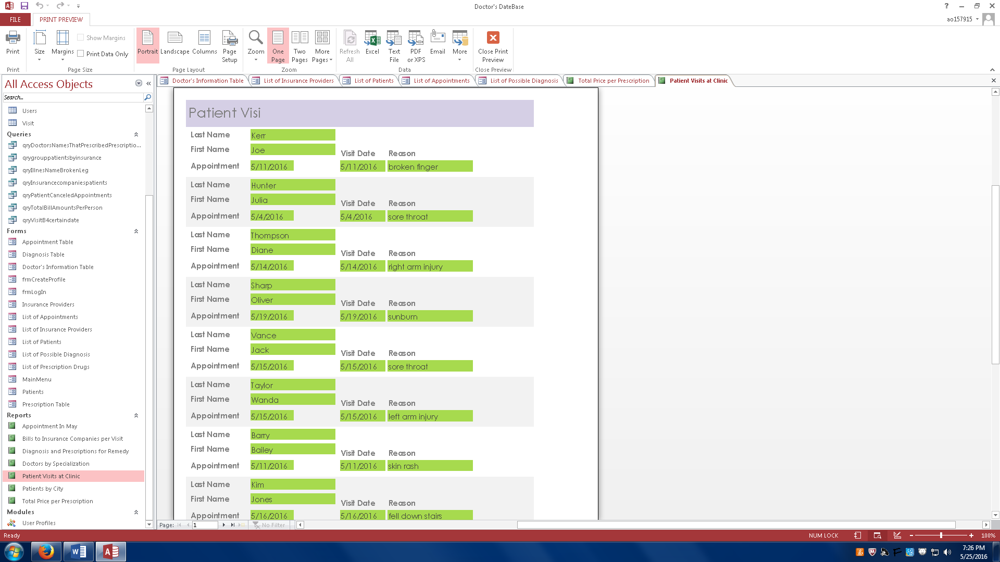 Doctor's DateBase
?
FILE
PRINT PREVIEW
ao157915
Print
Size
Margins
Show Margins
Print Data Only
Portrait
Landscape
Columns
Page Setup
Zoom
One Page
Two Pages
More Pages
Refresh All
Excel
Text File
PDF or XPS
Email
More
Close Print Preview
Print
Page Size
Page Layout
Zoom
Data
Close Preview
All Access Objects
Search...
Users
Visit
Queries
qryDoctorsNamesThatPrescribedPrescriptio...
qrygrouppatientsbyinsurance
qryIllnesNameBrokenLeg
qryInsurancecompaniespatients
qryPatientCanceledAppointments
qryTotalBillAmountsPerPerson
qryVisitB4certaindate
Forms
Appointment Table
Diagnosis Table
Doctor's Information Table
frmCreateProfile
frmLogIn
Insurance Providers
List of Appointments
List of Insurance Providers
List of Patients
List of Possible Diagnosis
List of Prescription Drugs
MainMenu
Patients
Prescription Table
Reports
Appointment In May
Bills to Insurance Companies per Visit
Diagnosis and Prescriptions for Remedy
Doctors by Specialization
Patient Visits at Clinic
Patients by City
Total Price per Prescription
Modules
User Profiles
Doctor's Information Table
List of Insurance Providers
List of Patients
List of Appointments
List of Possible Diagnosis
Total Price per Prescription
Patient Visits at Clinic
Patient Visi
Last Name Kerr
First Name Joe
Visit Date Reason
Appointment 5/11/2016 5/11/2016 broken finger
Last Name Hunter
First Name Julia
Visit Date Reason
Appointment 5/4/2016 5/4/2016 sore throat
Last Name Thompson
First Name Diane
Visit Date Reason
Appointment 5/14/2016 5/14/2016 right arm injury
Last Name Sharp
First Name Oliver
Visit Date Reason
Appointment 5/19/2016 5/19/2016 sunburn
Last Name Vance
First Name Jack
Visit Date Reason
Appointment 5/15/2016 5/15/2016 sore throat
Last Name Taylor
First Name Wanda
Visit Date Reason
Appointment 5/15/2016 5/15/2016 left arm injury
Last Name Barry
First Name Bailey
Visit Date Reason
Appointment 5/11/2016 5/11/2016 skin rash
Last Name Kim
First Name Jones
Visit Date Reason
Appointment 5/16/2016 5/16/2016 fell down stairs
Page: 1
No Filter
Ready
NUM LOCK
100%
7:26 PM
5/25/2016